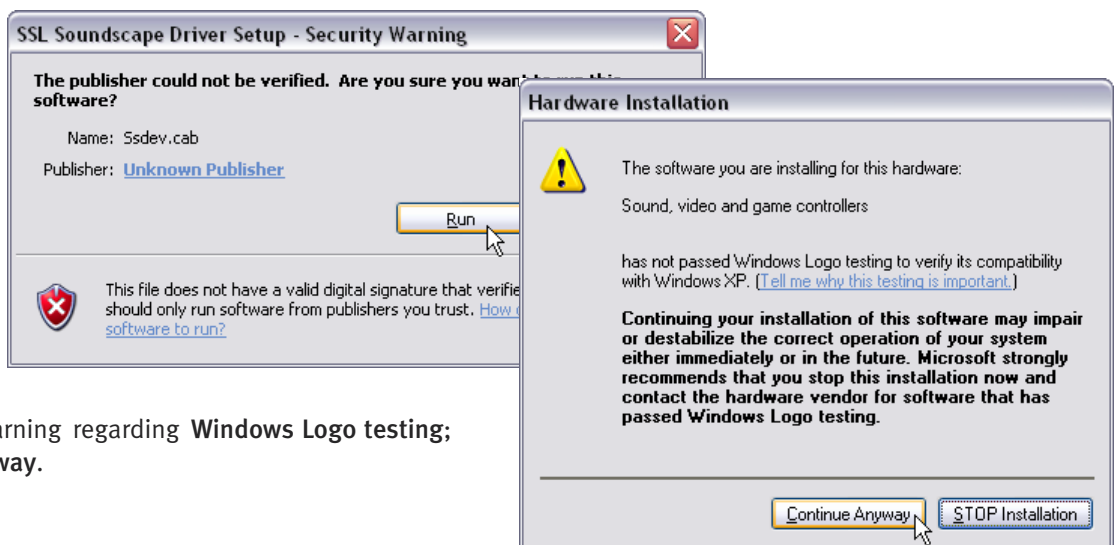 SSL Soundscape Driver Setup - Security Warning
The publisher could not be verified. Are you sure you want to run this
software?
Name: Ssdev.cab
Publisher: Unknown Publisher
Run
This file does not have a valid digital signature that verifie
should only run software from publishers you trust. How
software to run?
Hardware Installation
The software you are installing for this hardware:
Sound, video and game controllers
has not passed Windows Logo testing to verify its compatibility
with Windows XP. (Tell me why this testing is important.)
Continuing your installation of this software may impair
or destabilize the correct operation of your system
either immediately or in the future. Microsoft strongly
recommends that you stop this installation now and
contact the hardware vendor for software that has
passed Windows Logo testing.
Continue Anyway
STOP Installation
arning regarding Windows Logo testing;
way.